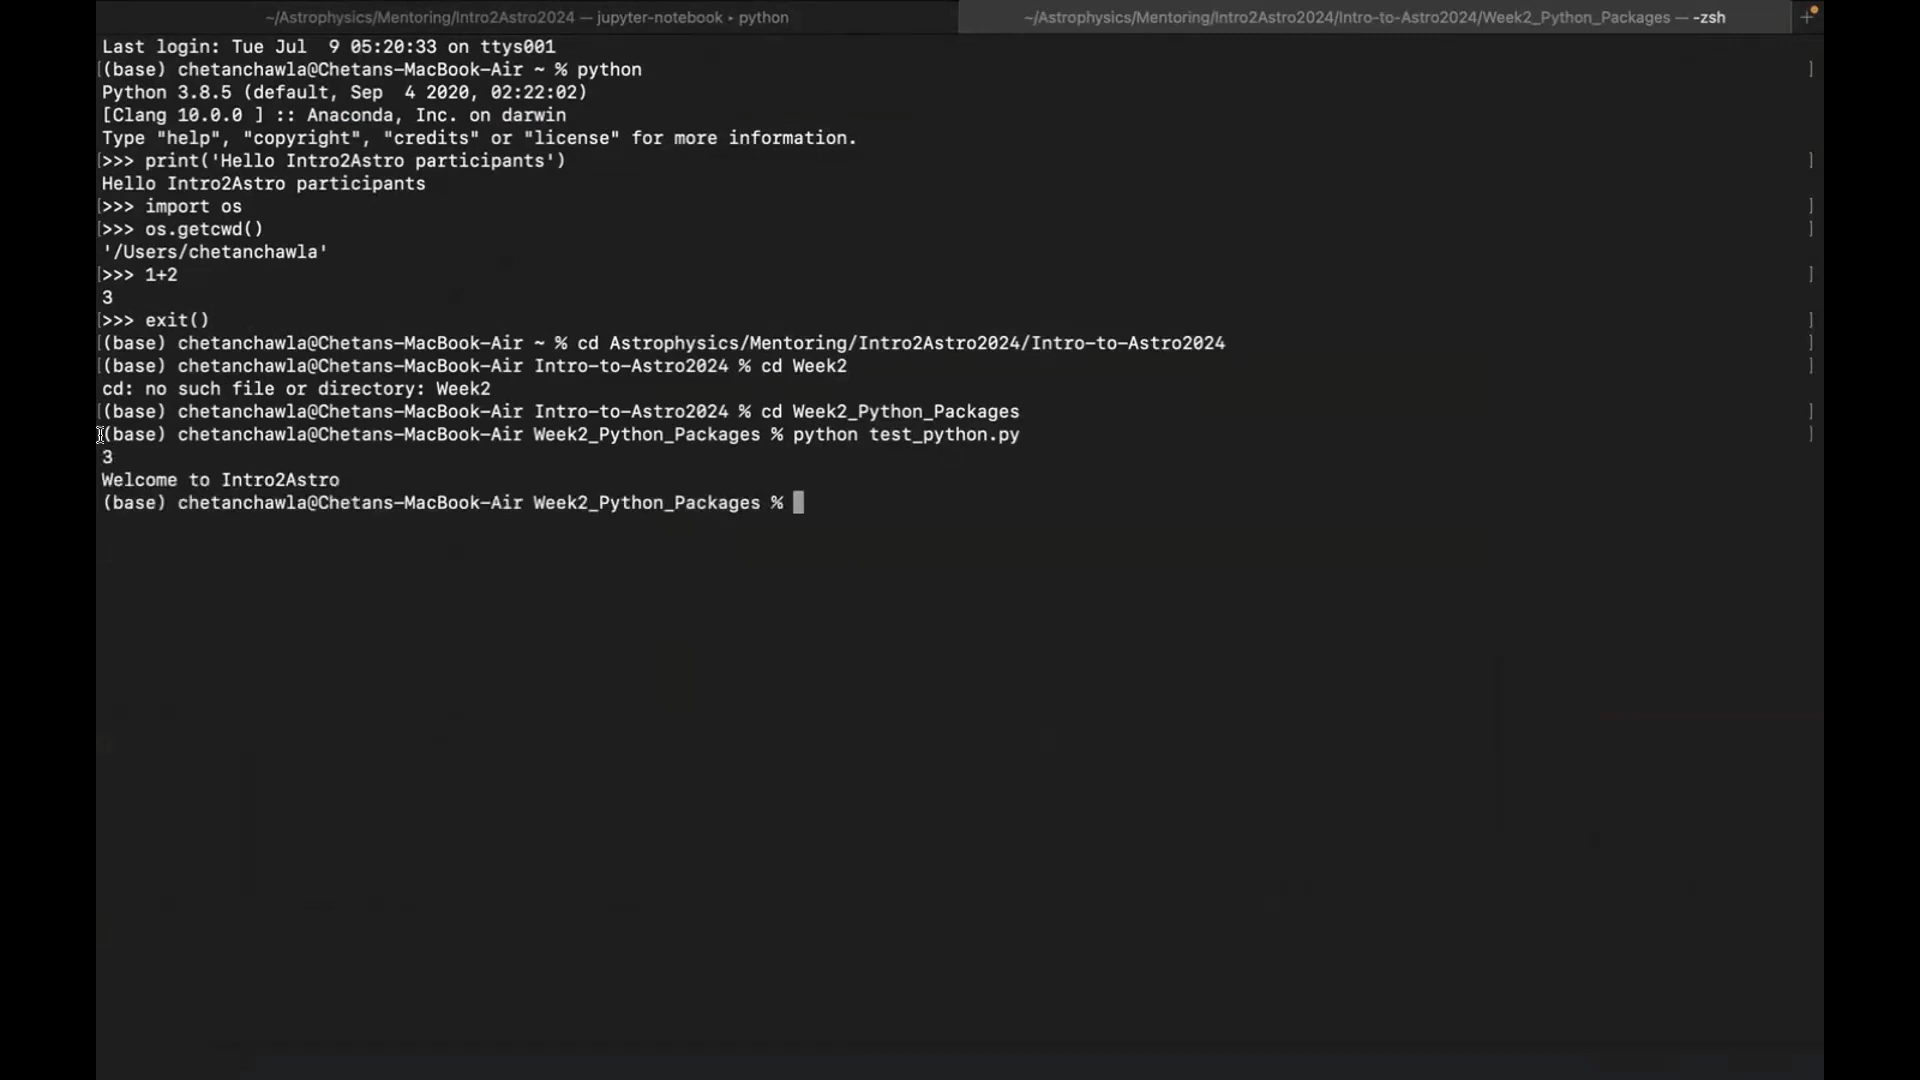 ~/Astrophysics/Mentoring/Intro2Astro2024 — jupyter-notebook ▸ python
~/Astrophysics/Mentoring/Intro2Astro2024/Intro-to-Astro2024/Week2_Python_Packages — -zsh
+
Last login: Tue Jul  9 05:20:33 on ttys001
[(base) chetanchawla@Chetans-MacBook-Air ~ % python ]
Python 3.8.5 (default, Sep  4 2020, 02:22:02)
[Clang 10.0.0 ] :: Anaconda, Inc. on darwin
Type "help", "copyright", "credits" or "license" for more information.
[>>> print('Hello Intro2Astro participants') ]
Hello Intro2Astro participants
[>>> import os ]
[>>> os.getcwd() ]
'/Users/chetanchawla'
[>>> 1+2 ]
3
[>>> exit() ]
[(base) chetanchawla@Chetans-MacBook-Air ~ % cd Astrophysics/Mentoring/Intro2Astro2024/Intro-to-Astro2024 ]
[(base) chetanchawla@Chetans-MacBook-Air Intro-to-Astro2024 % cd Week2 ]
cd: no such file or directory: Week2
[(base) chetanchawla@Chetans-MacBook-Air Intro-to-Astro2024 % cd Week2_Python_Packages ]
[(base) chetanchawla@Chetans-MacBook-Air Week2_Python_Packages % python test_python.py ]
3
Welcome to Intro2Astro
(base) chetanchawla@Chetans-MacBook-Air Week2_Python_Packages %